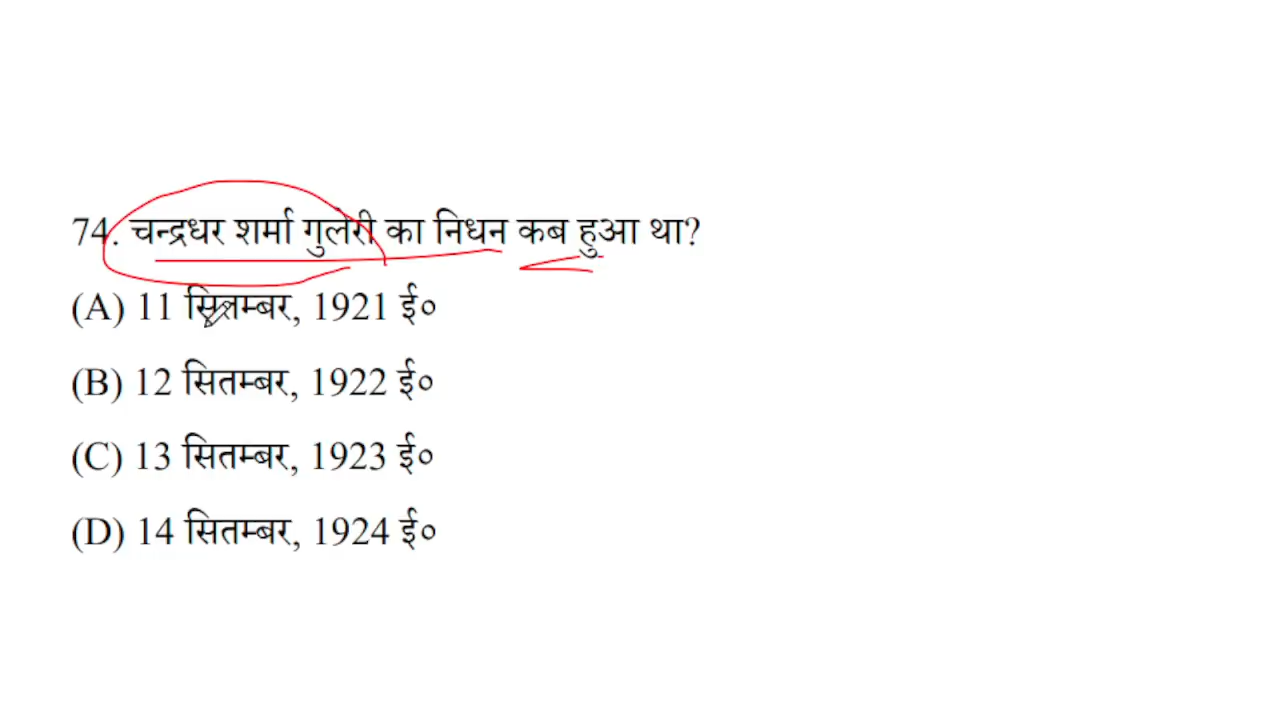 74. चन्द्रधर शर्मा गुलेरी का निधन कब हुआ था?
(A) 11 सितम्बर, 1921 ई०
(B) 12 सितम्बर, 1922 ई०
(C) 13 सितम्बर, 1923 ई०
(D) 14 सितम्बर, 1924 ई०